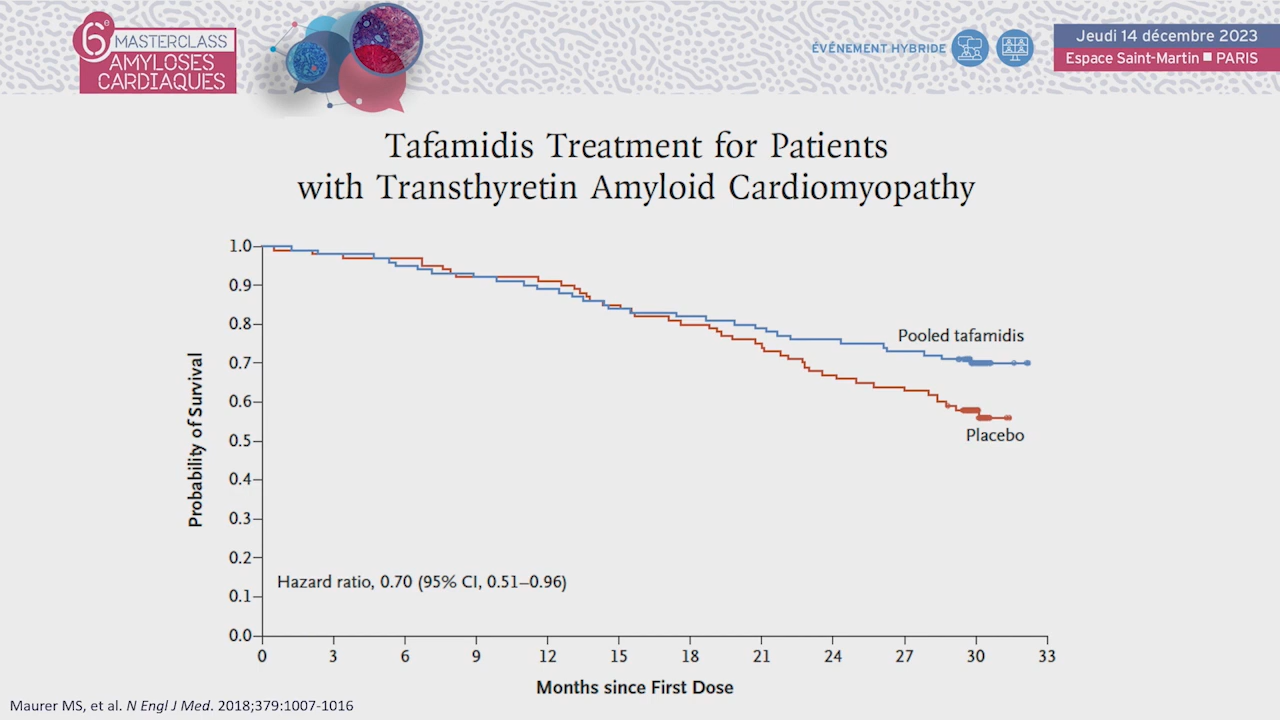 6e MASTERCLASS
AMYLOSES
CARDIAQUES
ÉVÉNEMENT HYBRIDE
Jeudi 14 décembre 2023
Espace Saint-Martin ■ PARIS
Tafamidis Treatment for Patients
with Transthyretin Amyloid Cardiomyopathy
Probability of Survival
1.0
0.9
0.8
0.7
0.6
0.5
0.4
0.3
0.2
0.1
0.0
Pooled tafamidis
Placebo
Hazard ratio, 0.70 (95% CI, 0.51–0.96)
0 3 6 9 12 15 18 21 24 27 30 33
Months since First Dose
Maurer MS, et al. N Engl J Med. 2018;379:1007-1016